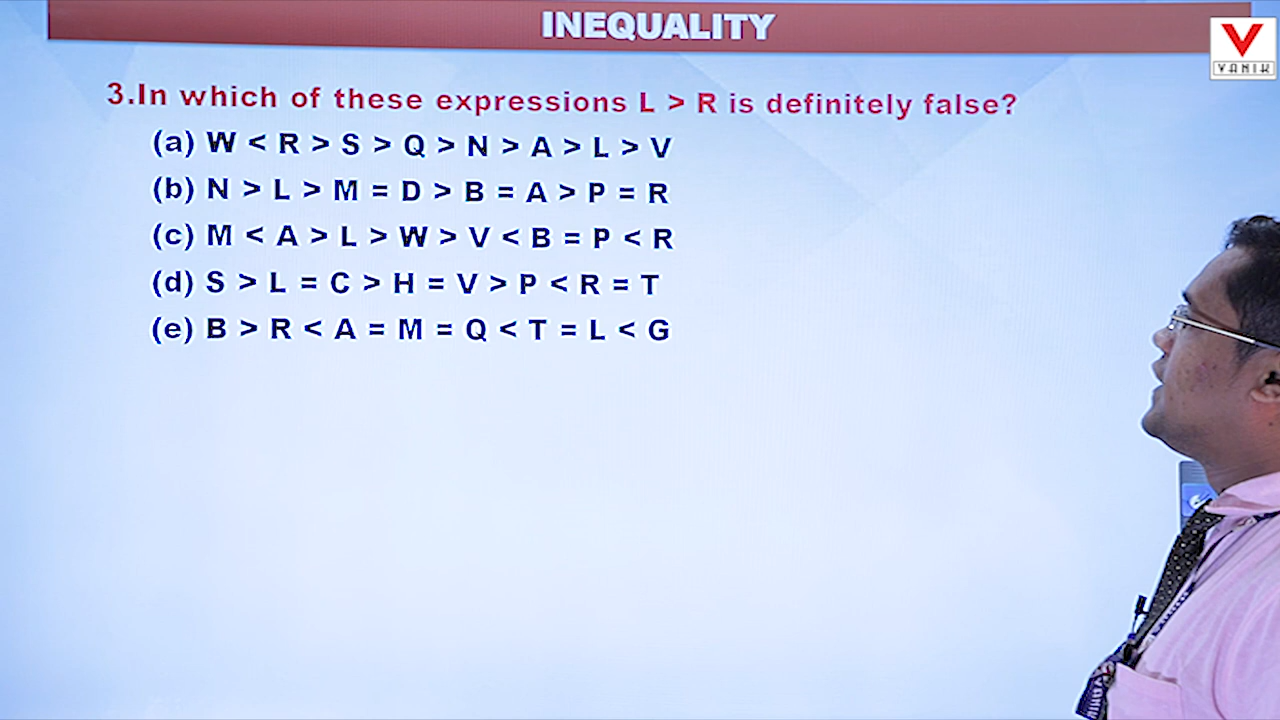 INEQUALITY
V
VANIK
3.In which of these expressions L > R is definitely false?
(a) W < R > S > Q > N > A > L > V
(b) N > L > M = D > B = A > P = R
(c) M < A > L > W > V < B = P < R
(d) S > L = C > H = V > P < R = T
(e) B > R < A = M = Q < T = L < G